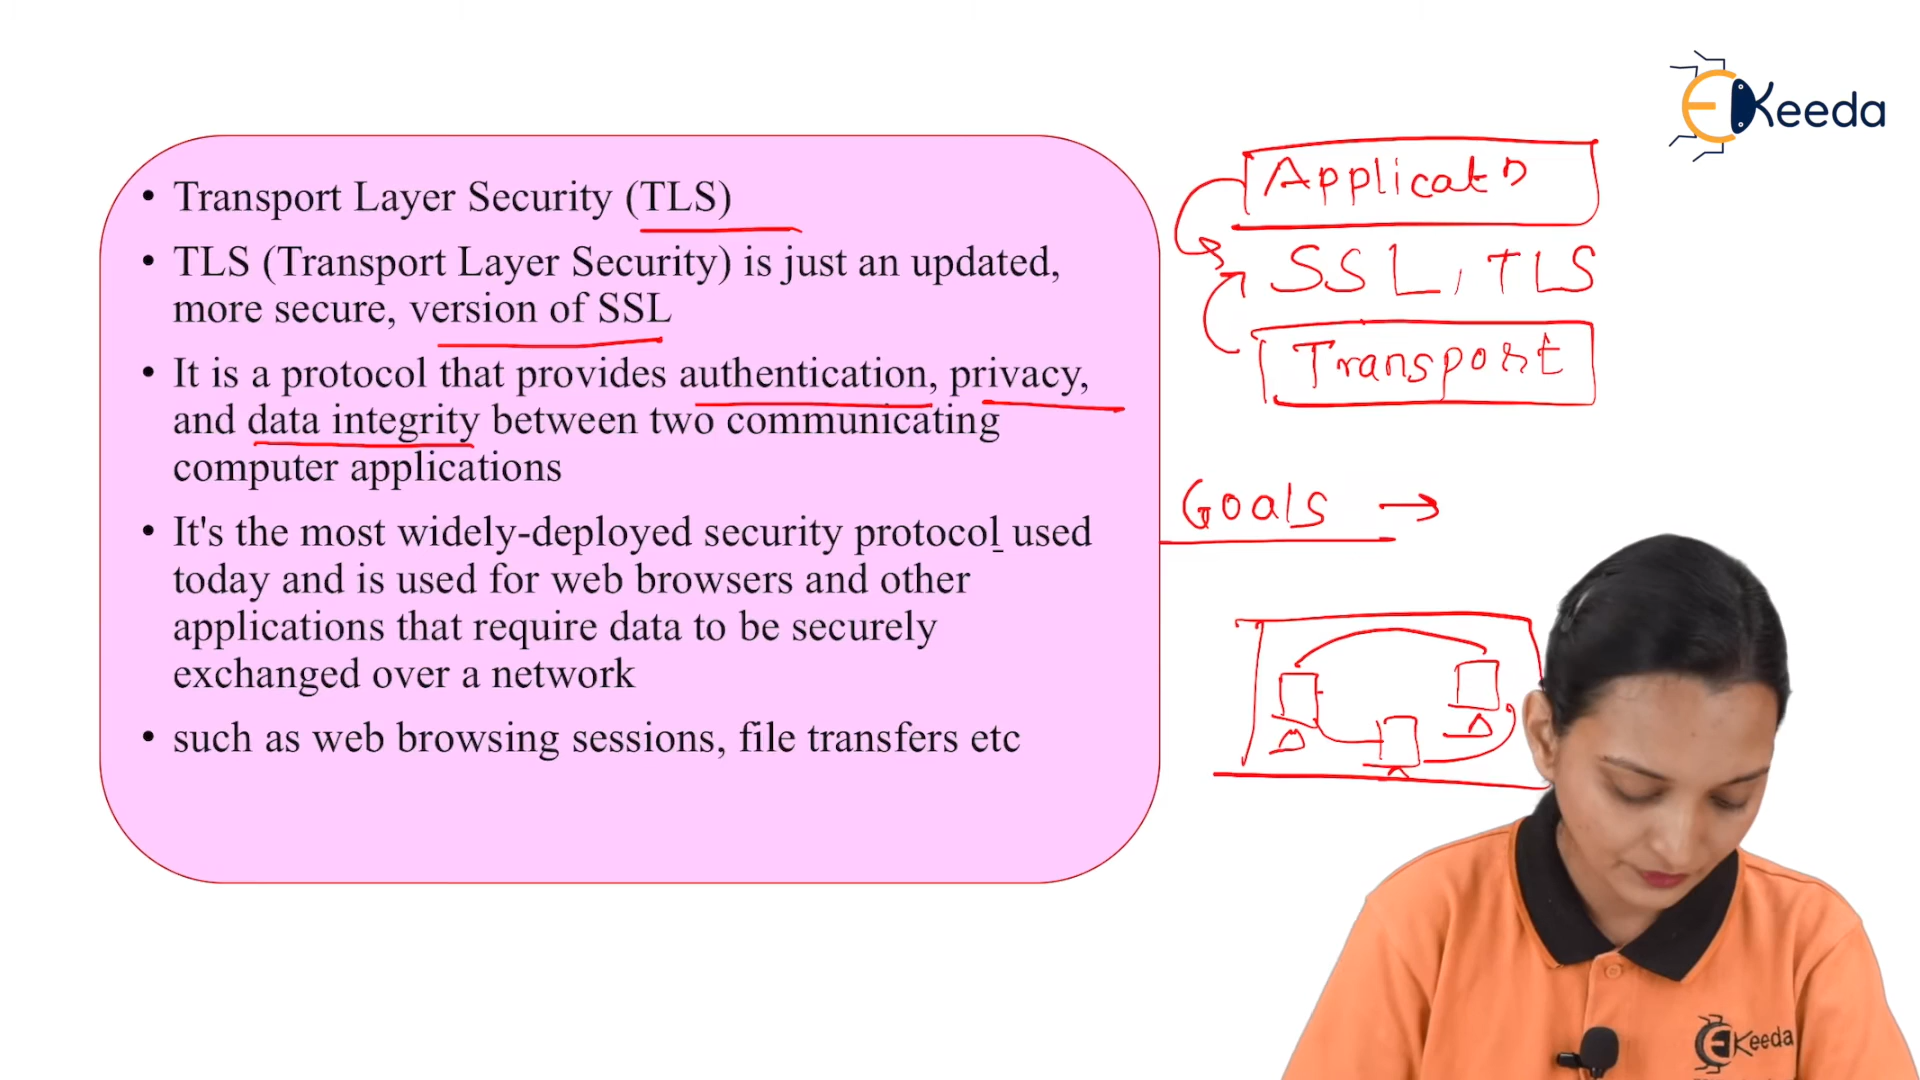 EKeeda
• Transport Layer Security (TLS)
• TLS (Transport Layer Security) is just an updated,
more secure, version of SSL
• It is a protocol that provides authentication, privacy,
and data integrity between two communicating
computer applications
• It's the most widely-deployed security protocol used
today and is used for web browsers and other
applications that require data to be securely
exchanged over a network
• such as web browsing sessions, file transfers etc
SSL, TLS
Transport
Goals →
EKeeda